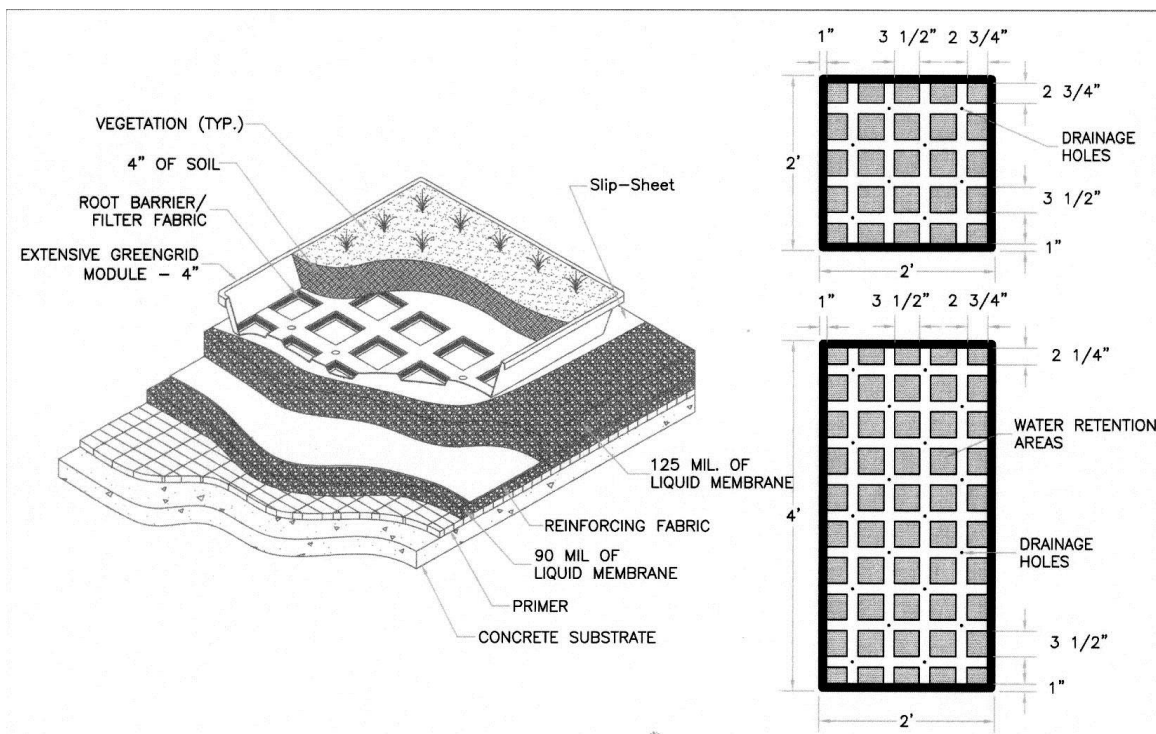 VEGETATION (TYP.)
4" OF SOIL
ROOT BARRIER/
FILTER FABRIC
EXTENSIVE GREENGRID
MODULE – 4"
Slip–Sheet
125 MIL. OF
LIQUID MEMBRANE
REINFORCING FABRIC
90 MIL OF
LIQUID MEMBRANE
PRIMER
CONCRETE SUBSTRATE
1" 3 1/2" 2 3/4"
2 3/4"
DRAINAGE
HOLES
2'
3 1/2"
1"
2'
1" 3 1/2" 2 3/4"
2 1/4"
WATER RETENTION
AREAS
4'
DRAINAGE
HOLES
3 1/2"
1"
2'